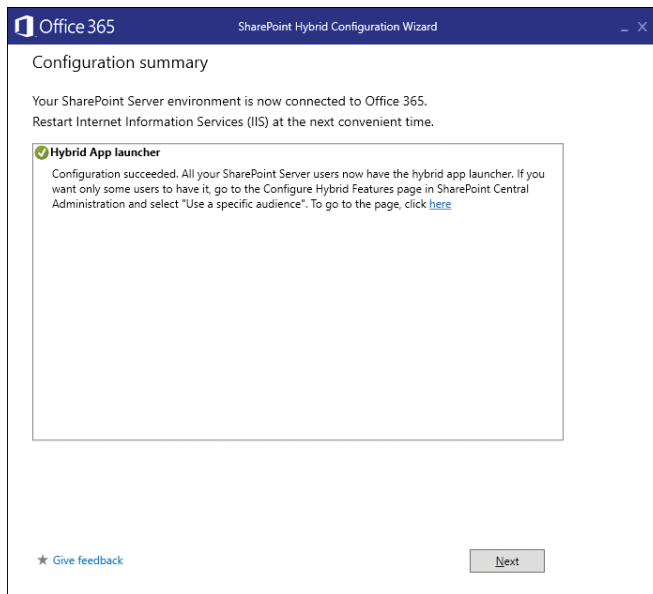 Office 365
SharePoint Hybrid Configuration Wizard
Configuration summary
Your SharePoint Server environment is now connected to Office 365.
Restart Internet Information Services (IIS) at the next convenient time.
Hybrid App launcher
Configuration succeeded. All your SharePoint Server users now have the hybrid app launcher. If you
want only some users to have it, go to the Configure Hybrid Features page in SharePoint Central
Administration and select "Use a specific audience". To go to the page, click here
Give feedback
Next